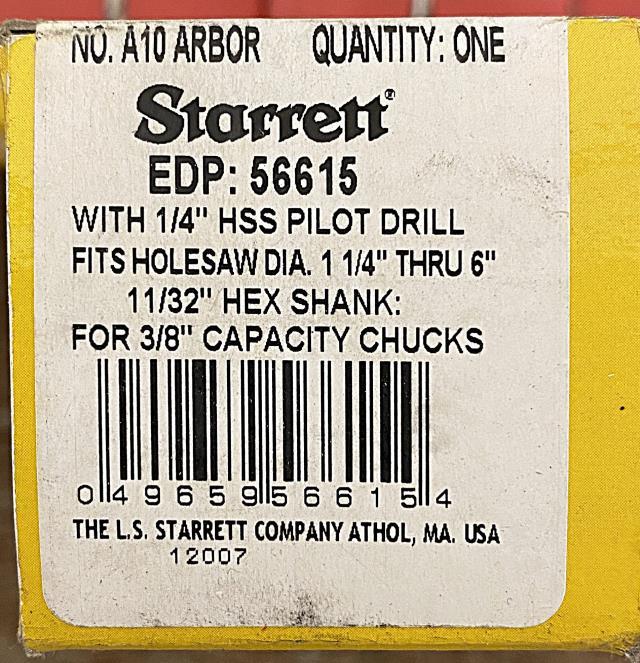 NO. A10 ARBOR QUANTITY: ONE
Starrett®
EDP: 56615
WITH 1/4" HSS PILOT DRILL
FITS HOLESAW DIA. 1 1/4" THRU 6"
11/32" HEX SHANK:
FOR 3/8" CAPACITY CHUCKS
0 49659 56615 4
THE L.S. STARRETT COMPANY ATHOL, MA. USA
12007